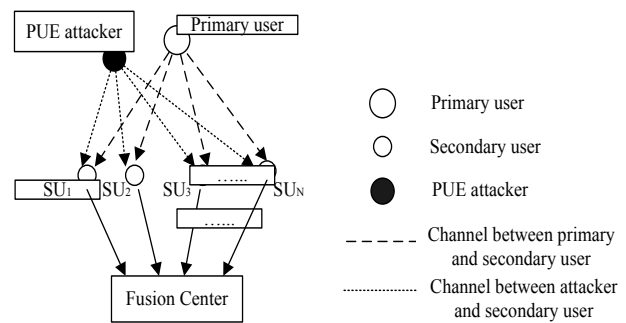 PUE attacker
Primary user
SU1
SU2
SU3
......
SUN
......
Fusion Center
Primary user
Secondary user
PUE attacker
Channel between primary
and secondary user
Channel between attacker
and secondary user